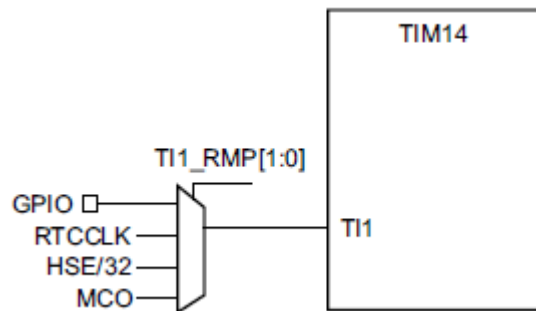 TIM14
TI1_RMP[1:0]
GPIO
RTCCLK
TI1
HSE/32
MCO